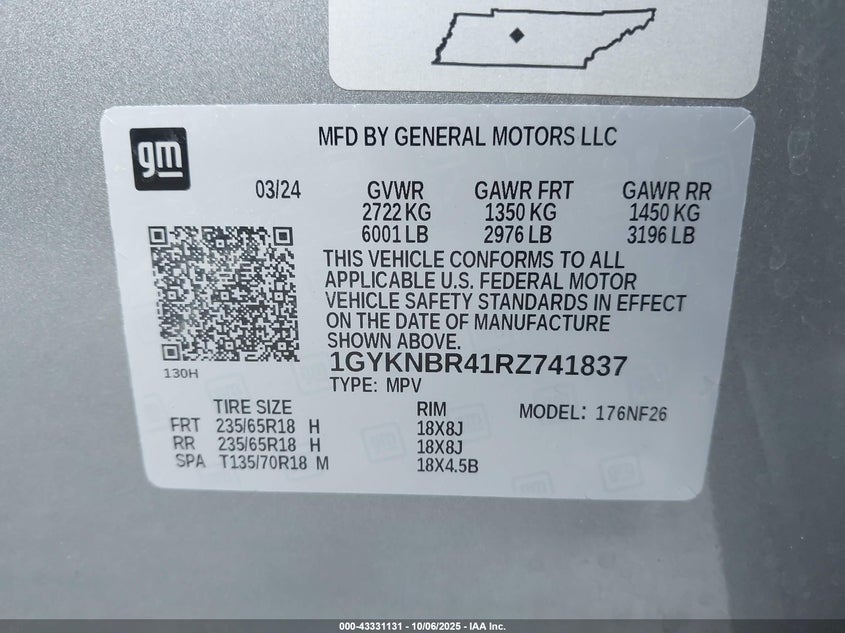 gm
MFD BY GENERAL MOTORS LLC
03/24 GVWR GAWR FRT GAWR RR
2722 KG 1350 KG 1450 KG
6001 LB 2976 LB 3196 LB
THIS VEHICLE CONFORMS TO ALL
APPLICABLE U.S. FEDERAL MOTOR
VEHICLE SAFETY STANDARDS IN EFFECT
ON THE DATE OF MANUFACTURE
SHOWN ABOVE.
130H
1GYKNBR41RZ741837
TYPE: MPV
TIRE SIZE RIM MODEL: 176NF26
FRT 235/65R18 H 18X8J
RR 235/65R18 H 18X8J
SPA T135/70R18 M 18X4.5B
000-43331131 - 10/06/2025 - IAA Inc.